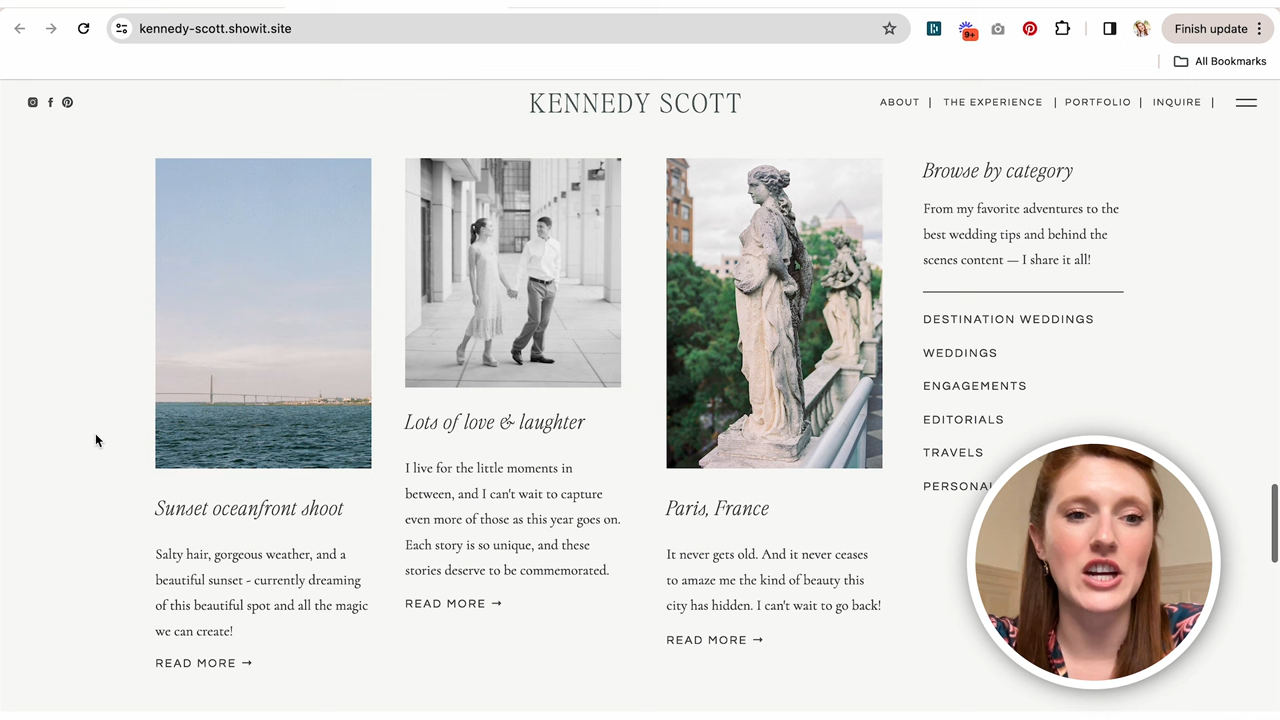 kennedy-scott.showit.site
9+
Finish update
All Bookmarks
KENNEDY SCOTT
ABOUT | THE EXPERIENCE | PORTFOLIO | INQUIRE |
Sunset oceanfront shoot
Salty hair, gorgeous weather, and a
beautiful sunset - currently dreaming
of this beautiful spot and all the magic
we can create!
READ MORE →
Lots of love & laughter
I live for the little moments in
between, and I can't wait to capture
even more of those as this year goes on.
Each story is so unique, and these
stories deserve to be commemorated.
READ MORE →
Paris, France
It never gets old. And it never ceases
to amaze me the kind of beauty this
city has hidden. I can't wait to go back!
READ MORE →
Browse by category
From my favorite adventures to the
best wedding tips and behind the
scenes content — I share it all!
DESTINATION WEDDINGS
WEDDINGS
ENGAGEMENTS
EDITORIALS
TRAVELS
PERSONAL